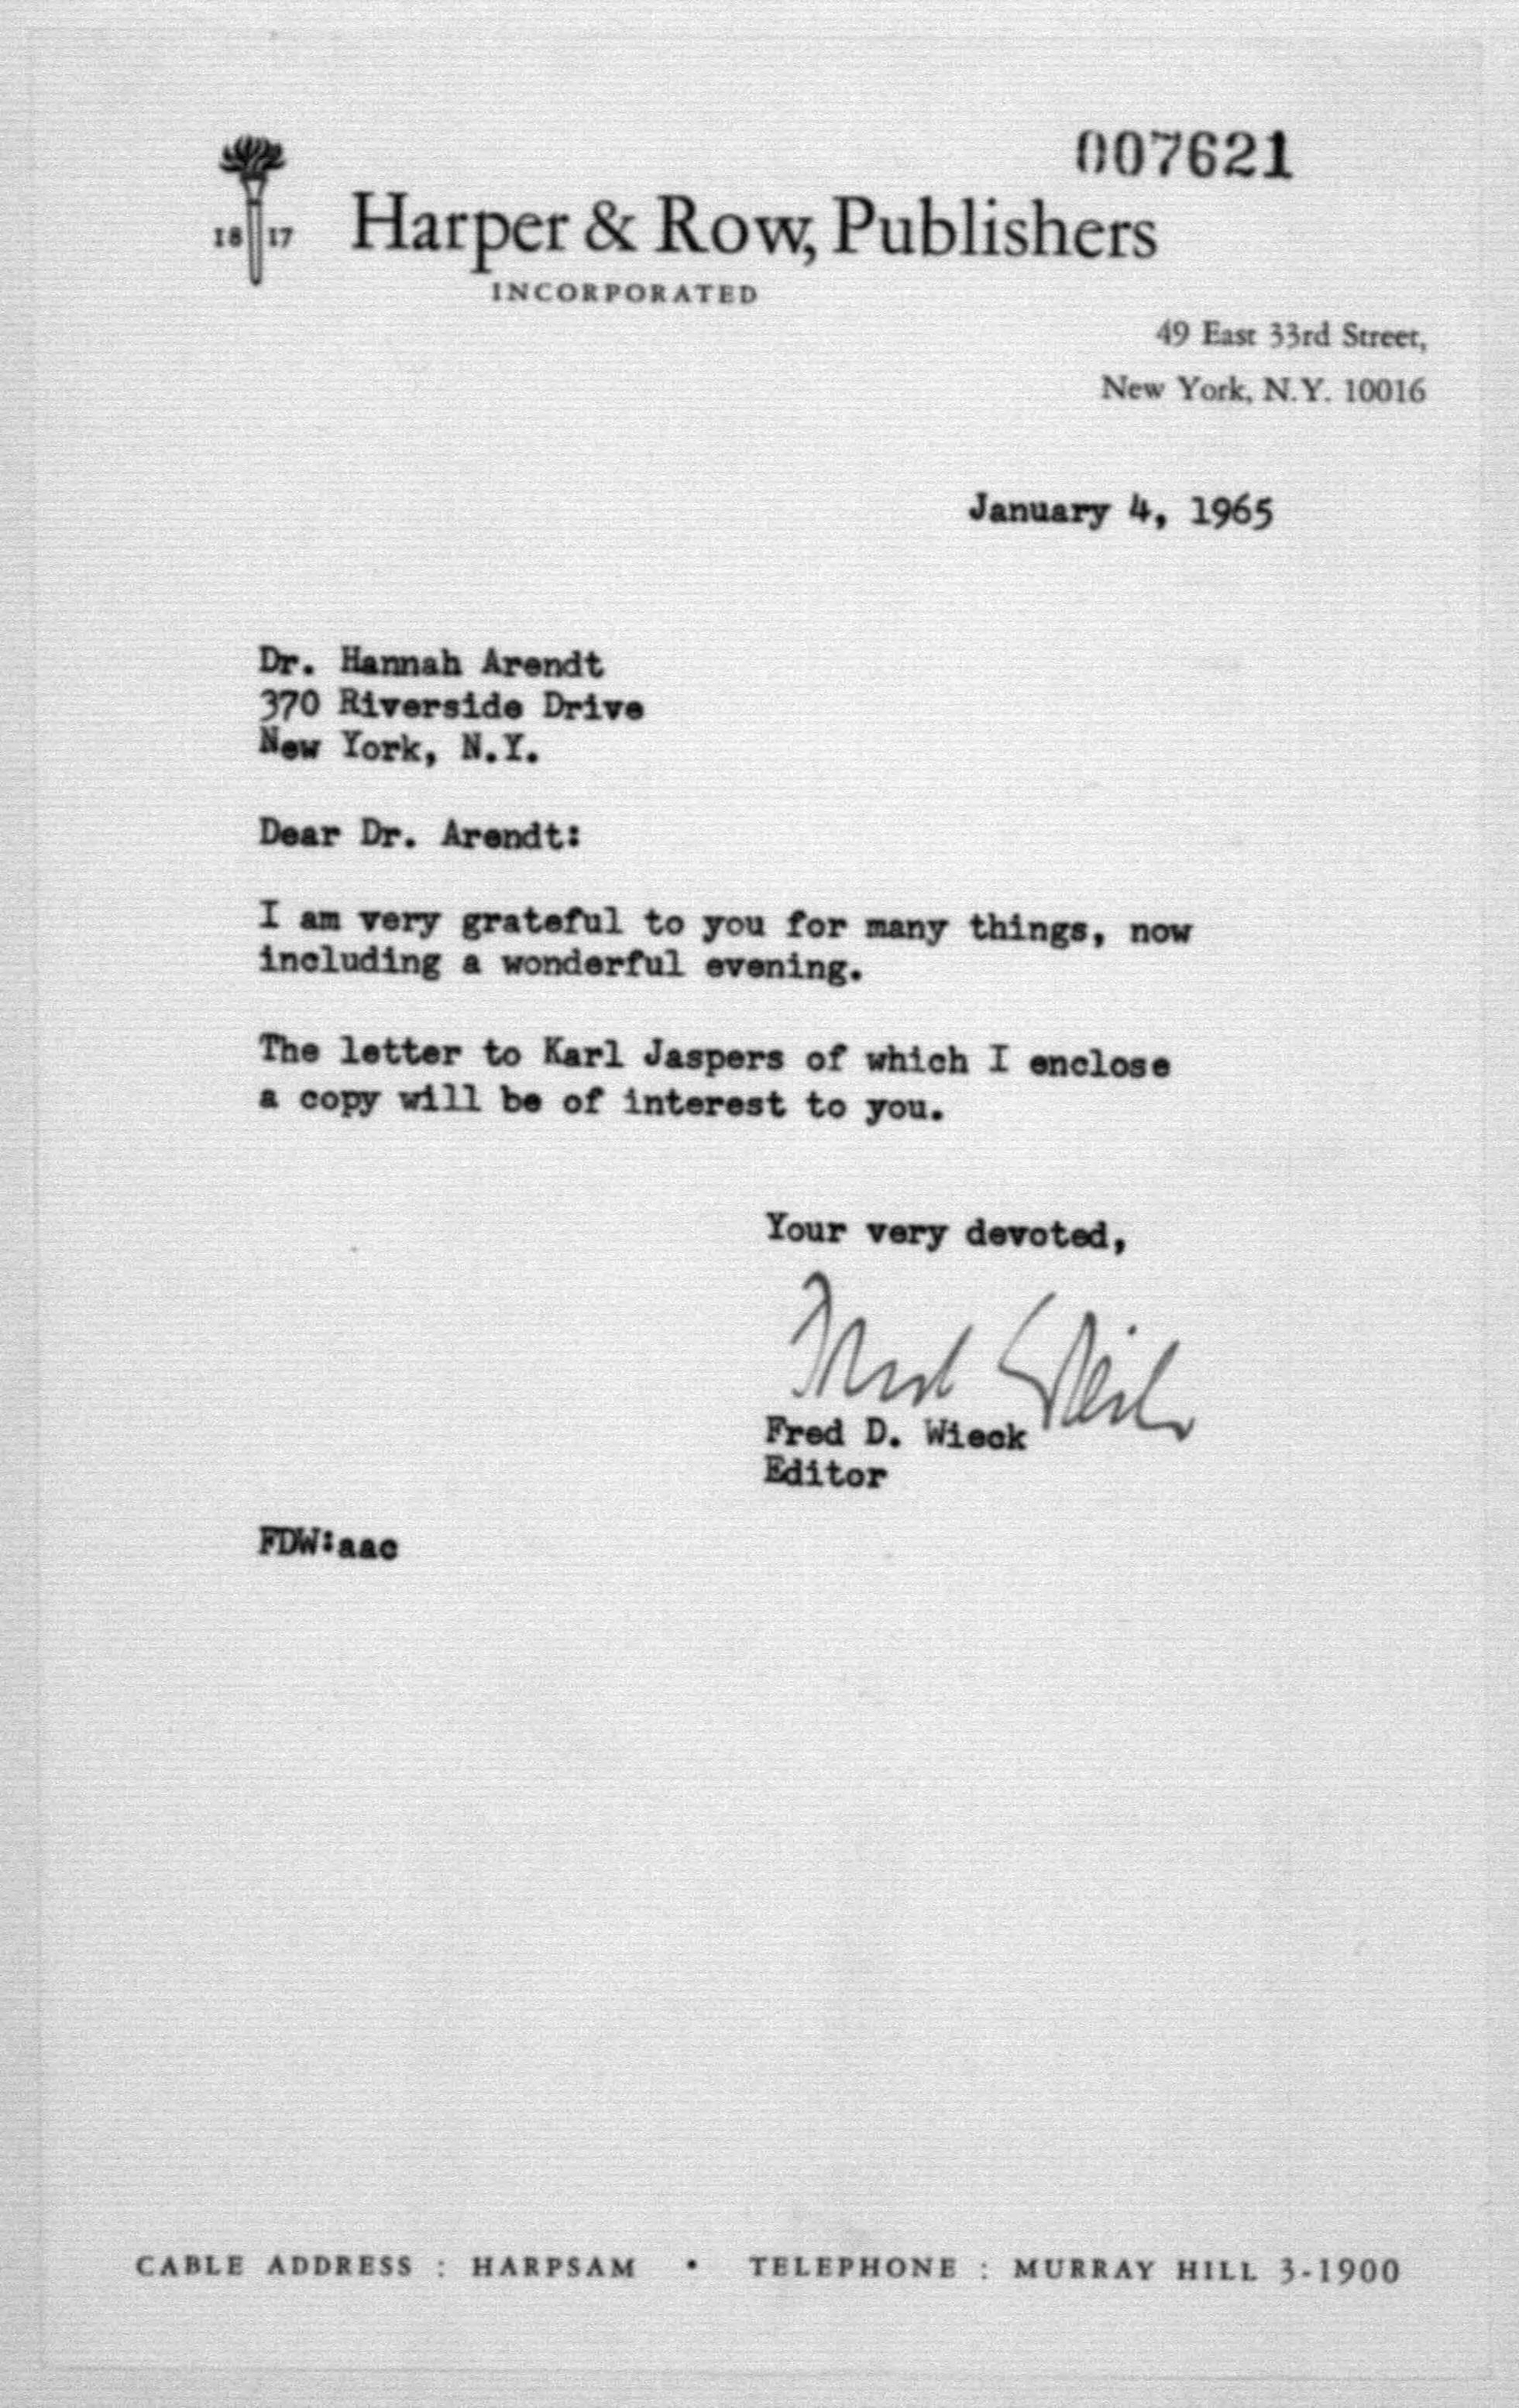 007621
18 17
Harper & Row, Publishers
INCORPORATED
49 East 33rd Street,
New York, N.Y. 10016
January 4, 1965
Dr. Hannah Arendt
370 Riverside Drive
New York, N.Y.
Dear Dr. Arendt:
I am very grateful to you for many things, now
including a wonderful evening.
The letter to Karl Jaspers of which I enclose
a copy will be of interest to you.
Your very devoted,
Fred Wieck
Fred D. Wieck
Editor
FDW:aac
CABLE ADDRESS : HARPSAM • TELEPHONE : MURRAY HILL 3-1900